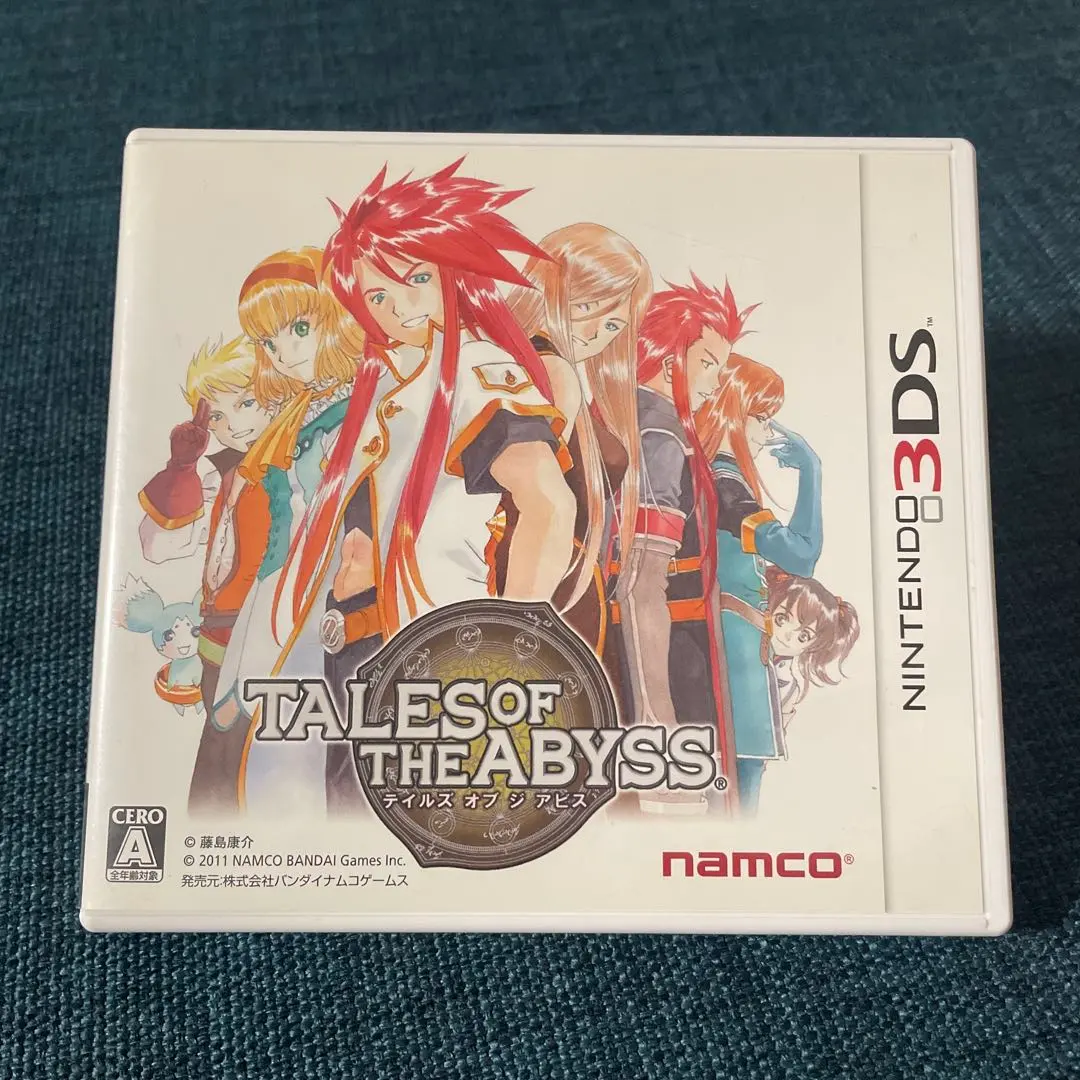 TALES OF
THE ABYSS®
テイルズ オブ ジ アビス
NINTENDO3DS™
CERO
A
全年齢対象
© 藤島康介
© 2011 NAMCO BANDAI Games Inc.
発売元:株式会社バンダイナムコゲームス
namco®